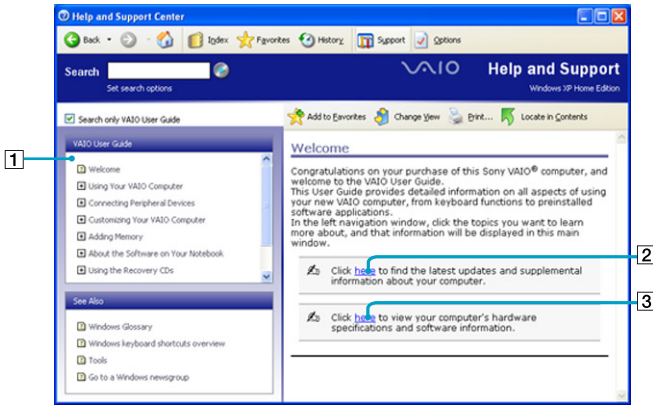 Help and Support Center
Back Index Favorites History Support Options
Search
Set search options
VAIO Help and Support
Windows XP Home Edition
Search only VAIO User Guide
Add to Favorites Change View Print... Locate in Contents
1
VAIO User Guide
Welcome
Using Your VAIO Computer
Connecting Peripheral Devices
Customizing Your VAIO Computer
Adding Memory
About the Software on Your Notebook
Using the Recovery CDs
See Also
Windows Glossary
Windows keyboard shortcuts overview
Tools
Go to a Windows newsgroup
Welcome
Congratulations on your purchase of this Sony VAIO® computer, and
welcome to the VAIO User Guide.
This User Guide provides detailed information on all aspects of using
your new VAIO computer, from keyboard functions to preinstalled
software applications.
In the left navigation window, click the topics you want to learn
more about, and that information will be displayed in this main
window.
2
Click here to find the latest updates and supplemental
information about your computer.
3
Click here to view your computer's hardware
specifications and software information.